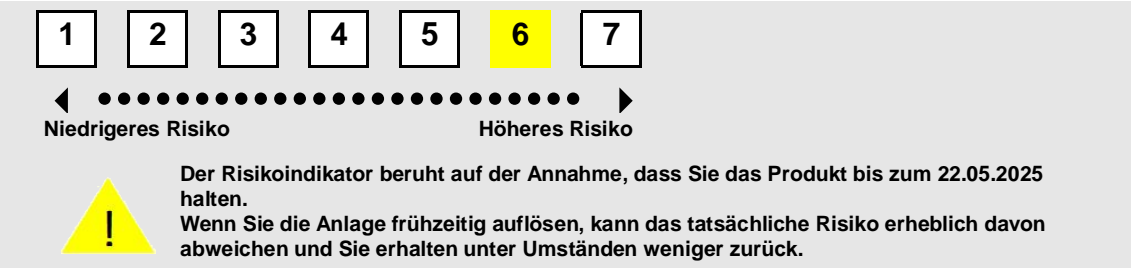 1 2 3 4 5 6 7
Niedrigeres Risiko Höheres Risiko
Der Risikoindikator beruht auf der Annahme, dass Sie das Produkt bis zum 22.05.2025
halten.
!
Wenn Sie die Anlage frühzeitig auflösen, kann das tatsächliche Risiko erheblich davon
abweichen und Sie erhalten unter Umständen weniger zurück.